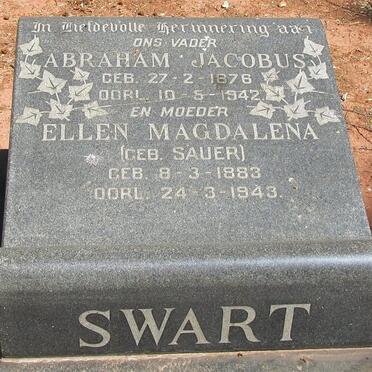 In Liefdevolle Herinnering aan
ONS VADER
ABRAHAM JACOBUS
GEB. 27-2-1876
OORL. 10-5-1942
EN MOEDER
ELLEN MAGDALENA
(GEB. SAUER)
GEB. 8-3-1883
OORL. 24-3-1943.
SWART